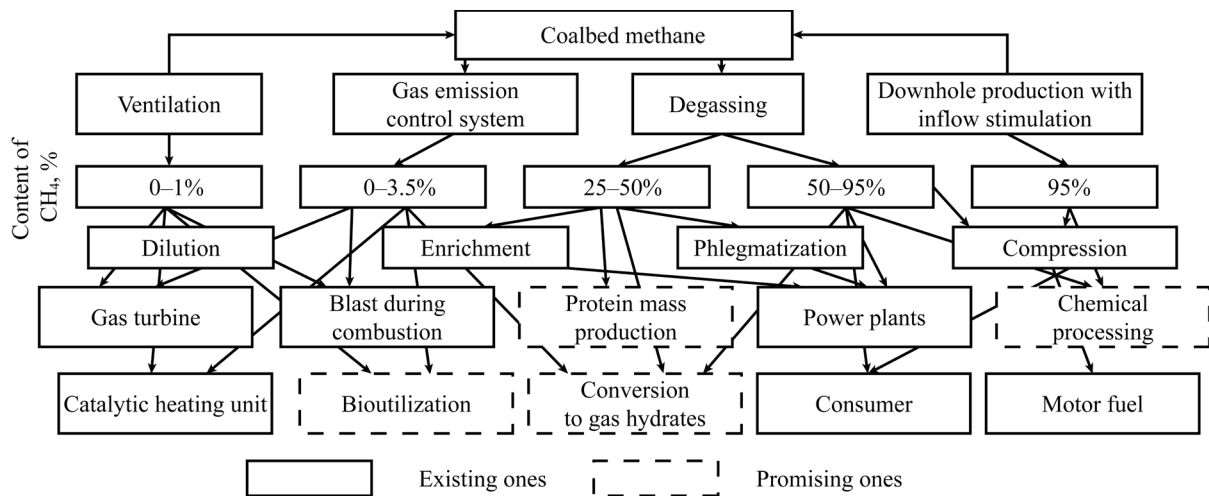 Coalbed methane
Ventilation
Gas emission
control system
Degassing
Downhole production with
inflow stimulation
Content of
CH₄, %
0–1%
0–3.5%
25–50%
50–95%
95%
Dilution
Enrichment
Phlegmatization
Compression
Gas turbine
Blast during
combustion
Protein mass
production
Power plants
Chemical
processing
Catalytic heating unit
Bioutilization
Conversion
to gas hydrates
Consumer
Motor fuel
Existing ones
Promising ones